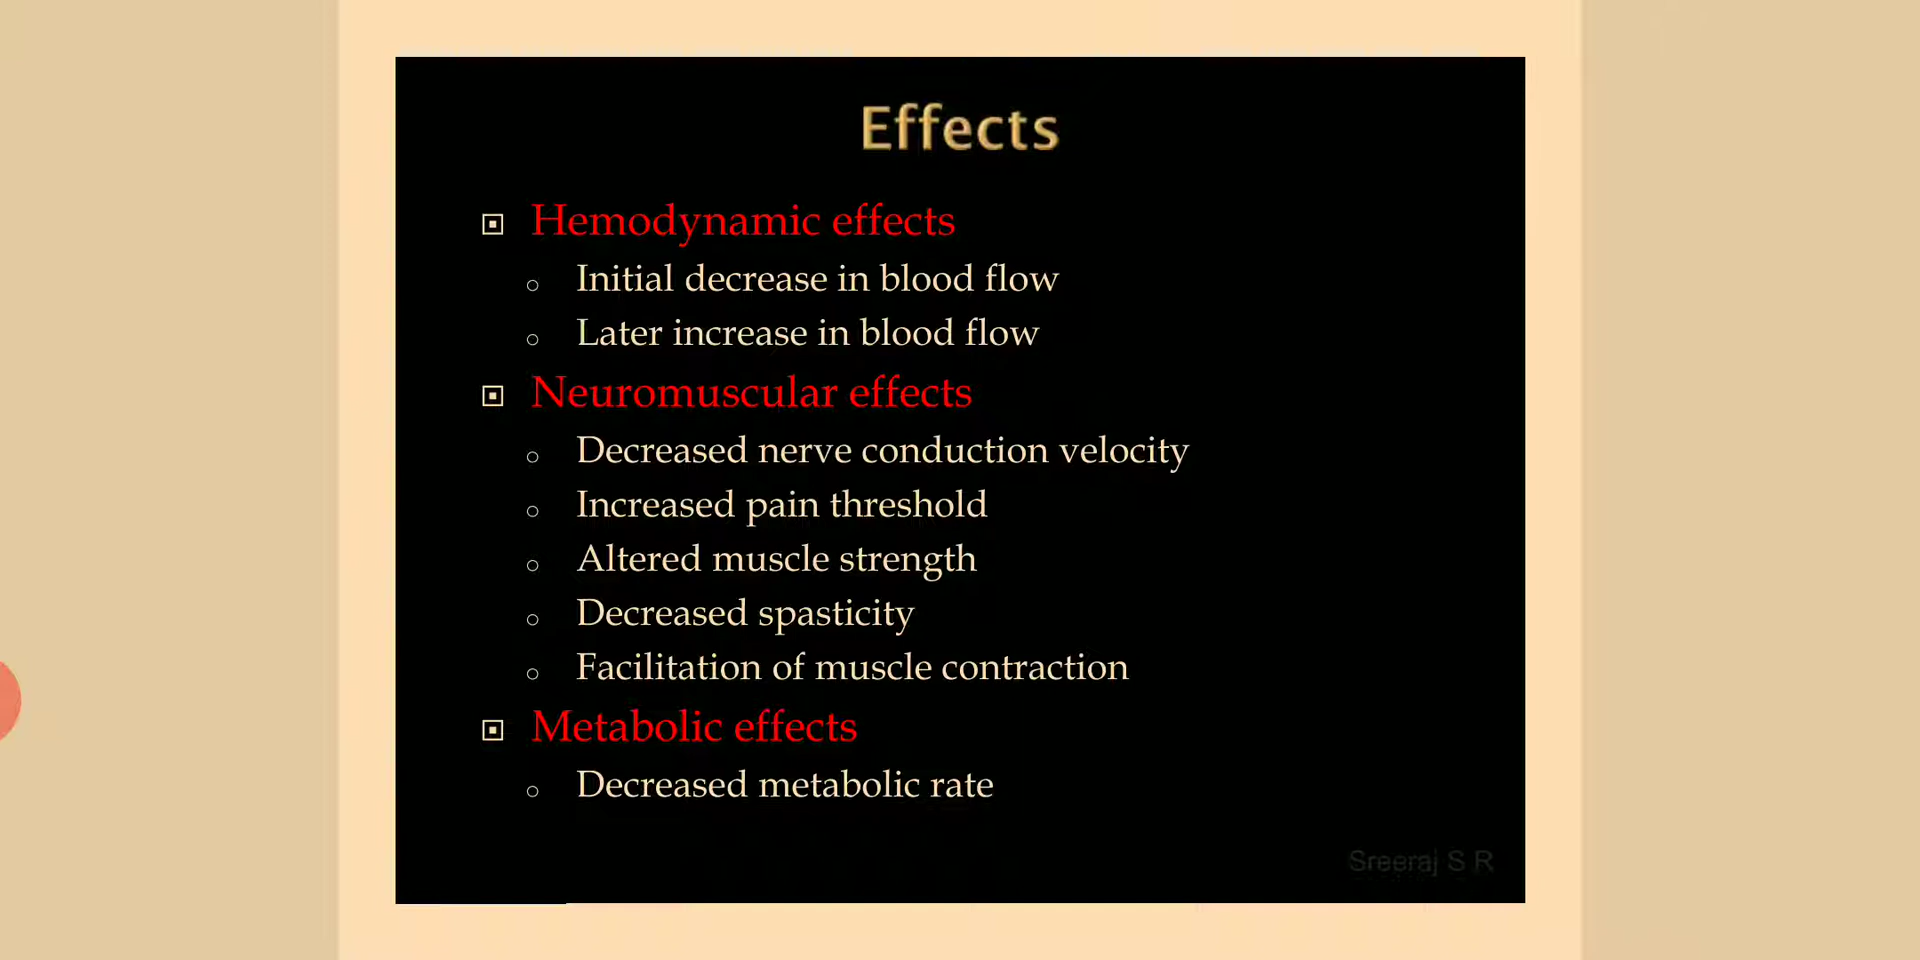 Effects
Hemodynamic effects
Initial decrease in blood flow
Later increase in blood flow
Neuromuscular effects
Decreased nerve conduction velocity
Increased pain threshold
Altered muscle strength
Decreased spasticity
Facilitation of muscle contraction
Metabolic effects
Decreased metabolic rate
Sreeraj S R